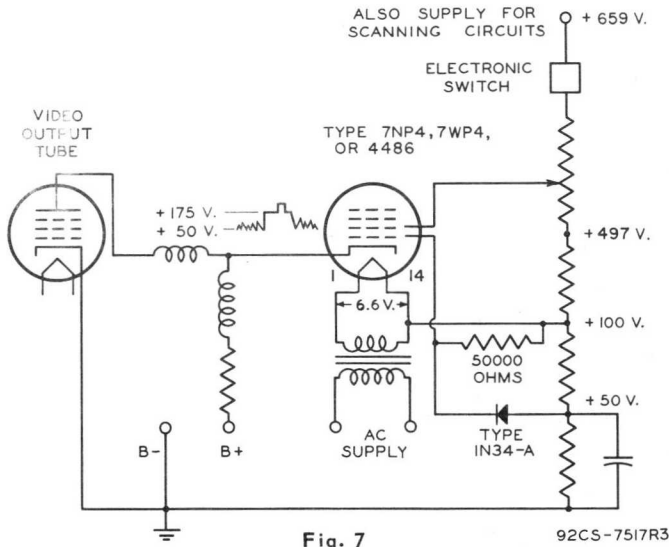 ALSO SUPPLY FOR
SCANNING CIRCUITS
+ 659 V.
ELECTRONIC
SWITCH
VIDEO
OUTPUT
TUBE
TYPE 7NP4, 7WP4,
OR 4486
+ 175 V.
+ 50 V.
+ 497 V.
I
14
6.6 V.
+ 100 V.
50000
OHMS
+ 50 V.
B-
B+
AC
SUPPLY
TYPE
IN34-A
Fig. 7
92CS-7517R3